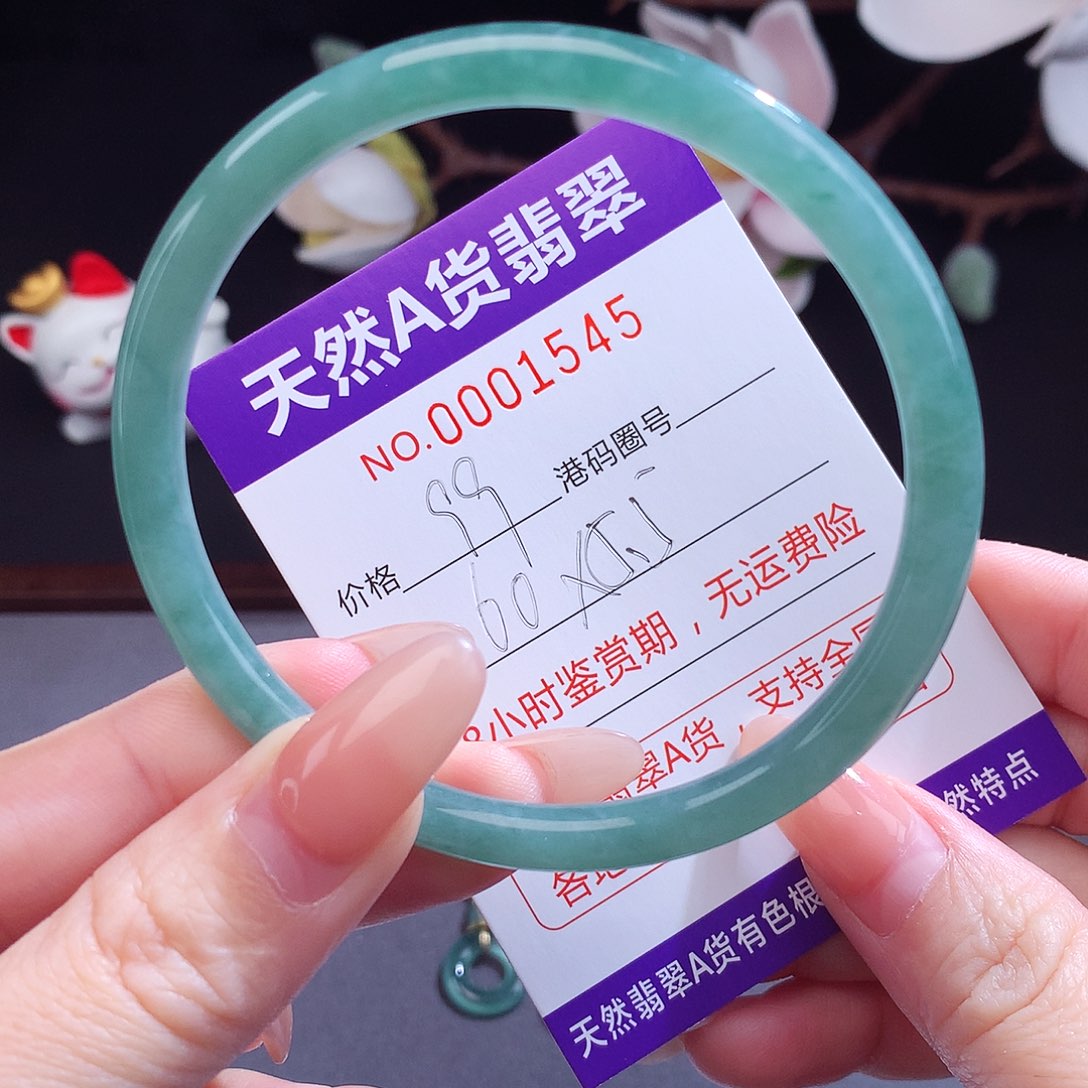 天然A货翡翠
NO.0001545
价格 99 港码圈号
60
小时鉴赏期，无运费险
翠A货，支持全
各地
天然翡翠A货有色根 然特点